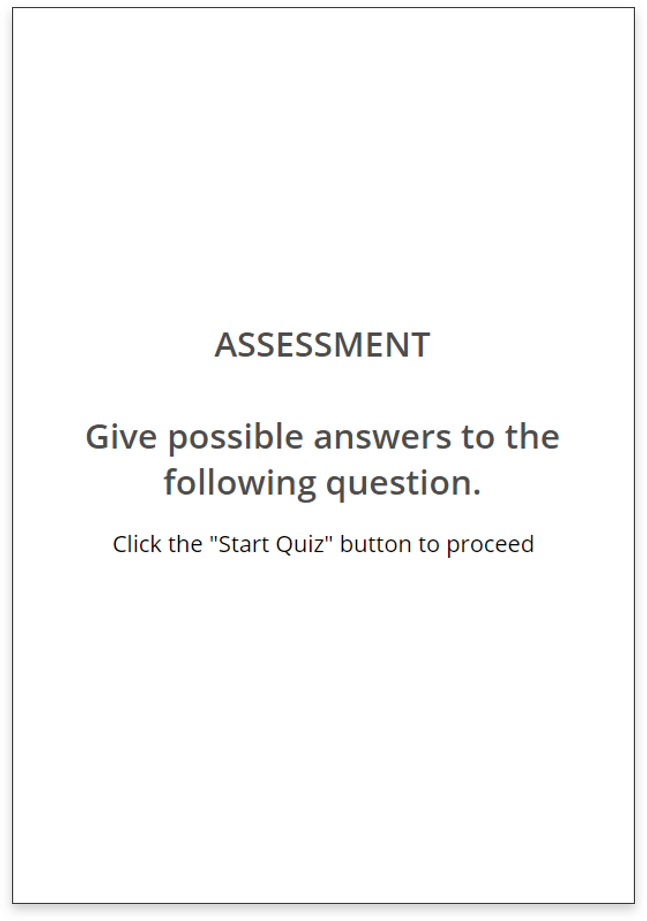 ASSESSMENT
Give possible answers to the
following question.
Click the "Start Quiz" button to proceed